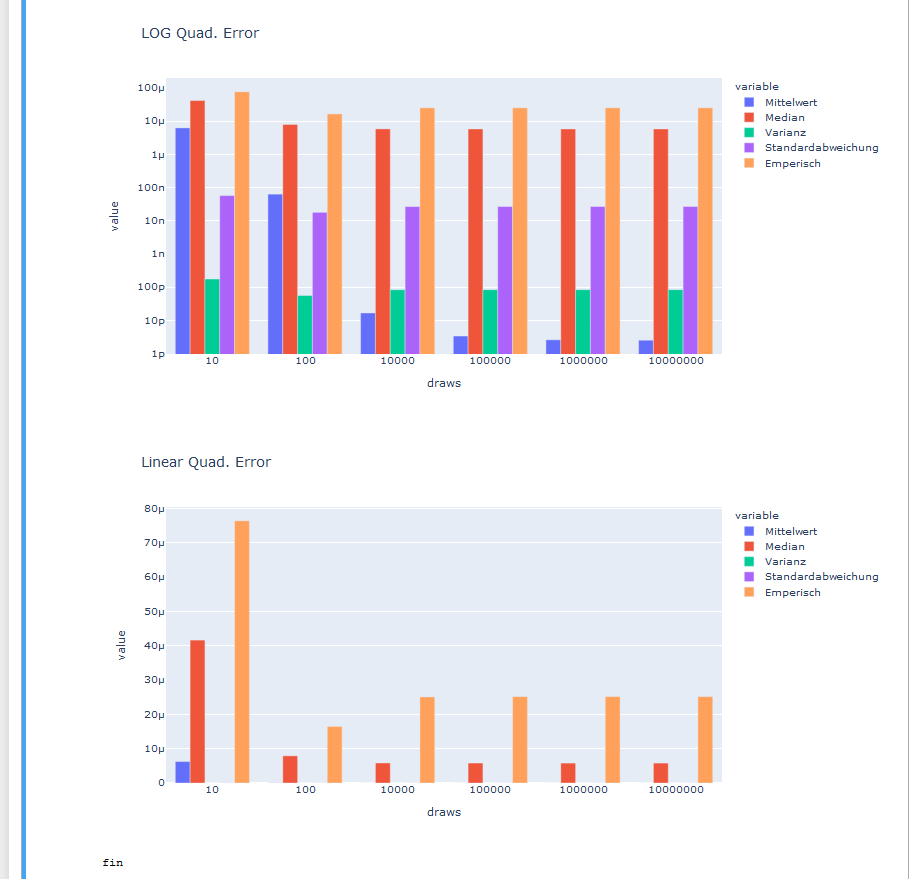 LOG Quad. Error
100μ
10μ
1μ
100n
10n
1n
100p
10p
1p
value
10 100 10000 100000 1000000 10000000
draws
variable
Mittelwert
Median
Varianz
Standardabweichung
Emperisch
Linear Quad. Error
80μ
70μ
60μ
50μ
40μ
30μ
20μ
10μ
0
value
10 100 10000 100000 1000000 10000000
draws
variable
Mittelwert
Median
Varianz
Standardabweichung
Emperisch
fin